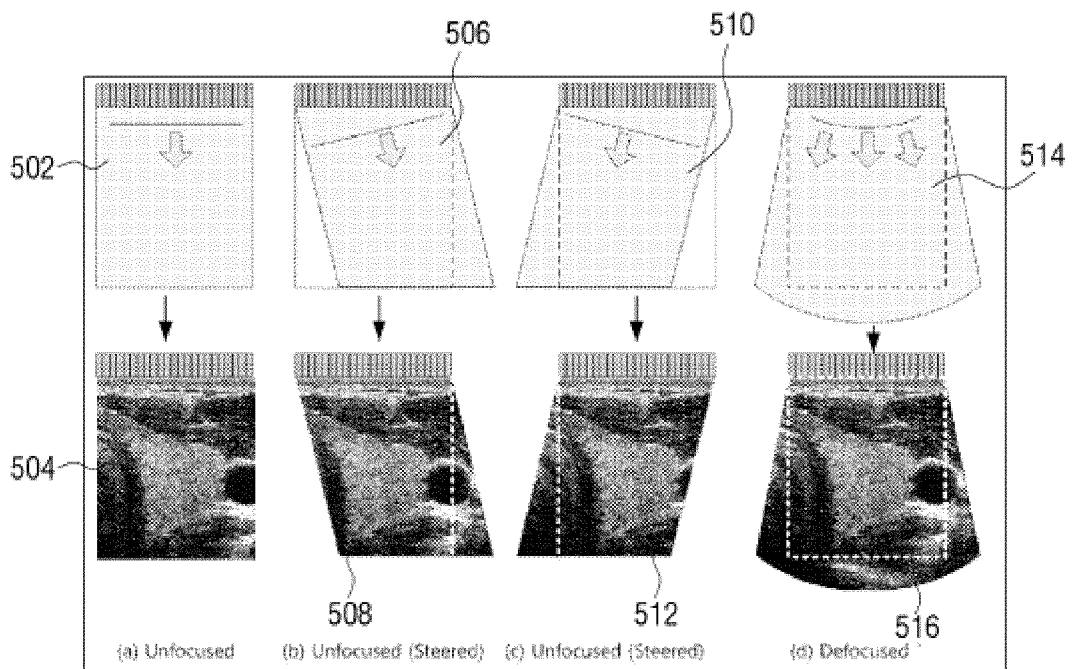 506
510
502
514
504
508
512
516
(a) Unfocused
(b) Unfocused (Steered)
(c) Unfocused (Steered)
(d) Defocused